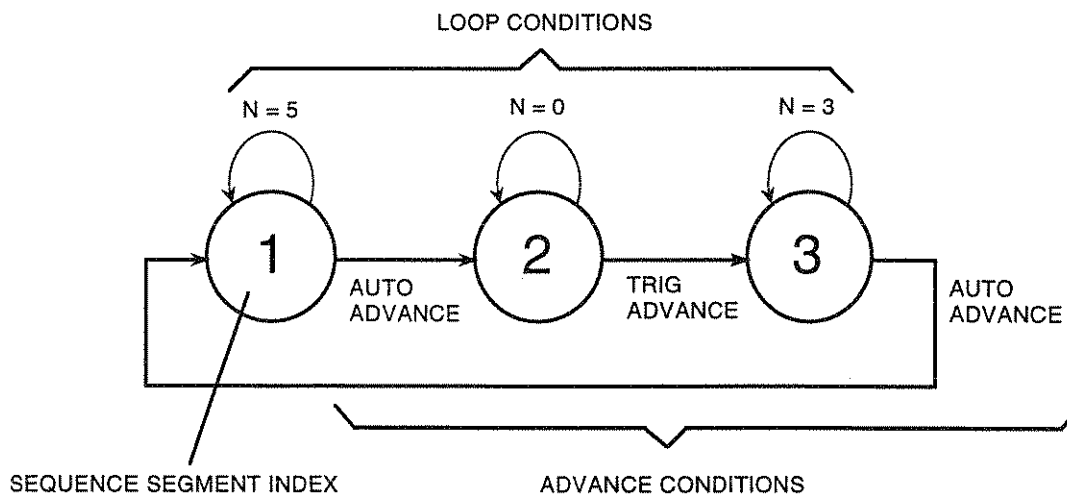 LOOP CONDITIONS
N = 5
N = 0
N = 3
1
2
3
AUTO
ADVANCE
TRIG
ADVANCE
AUTO
ADVANCE
SEQUENCE SEGMENT INDEX
ADVANCE CONDITIONS